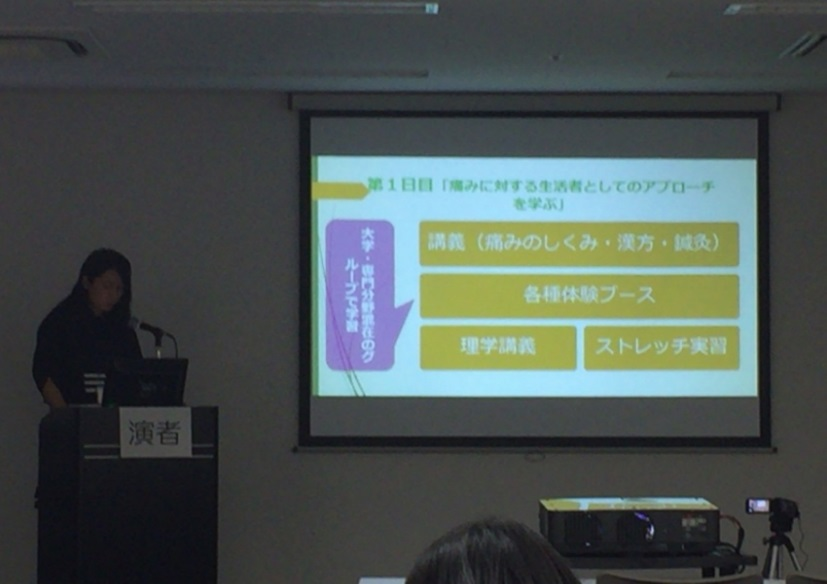 第１日目「痛みに対する生活者としてのアプローチ
を学ぶ」
大学・専門分野混在のグ
ループで学習
講義（痛みのしくみ・漢方・鍼灸）
各種体験ブース
理学講義
ストレッチ実習
演者